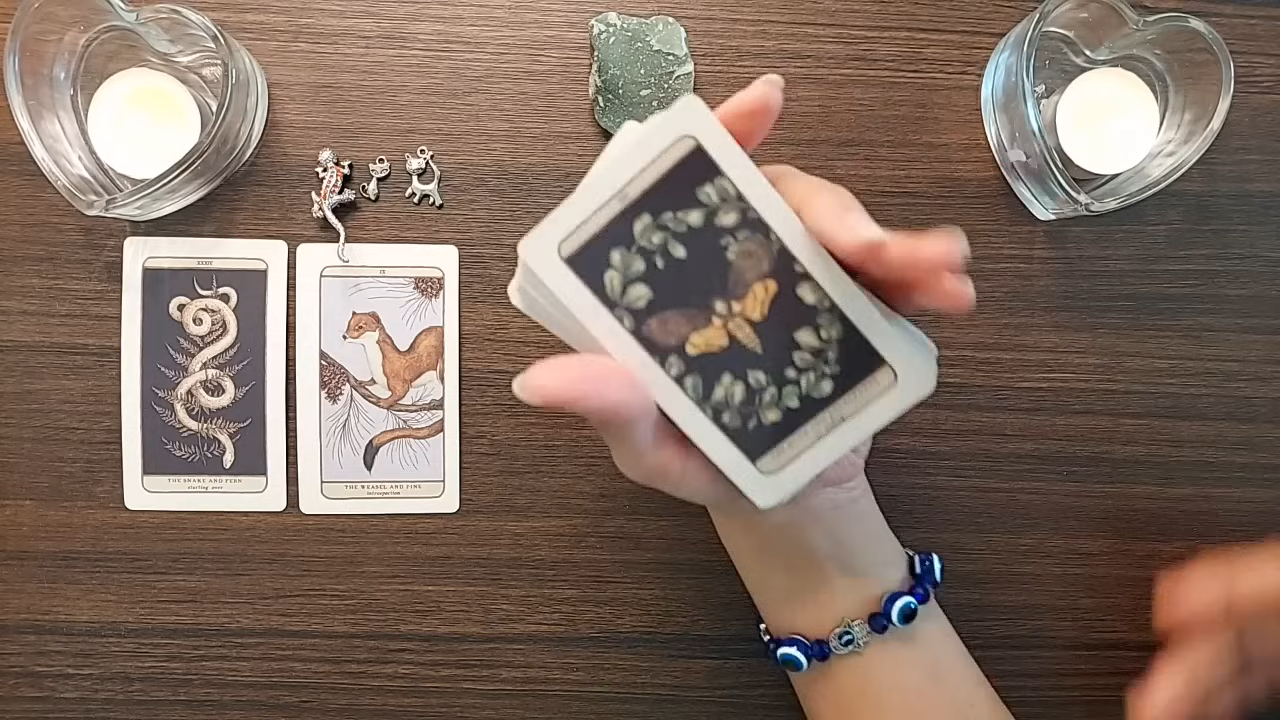 XXXIV
THE SNAKE AND FERN
starting over
IX
THE WEASEL AND PINE
introspection